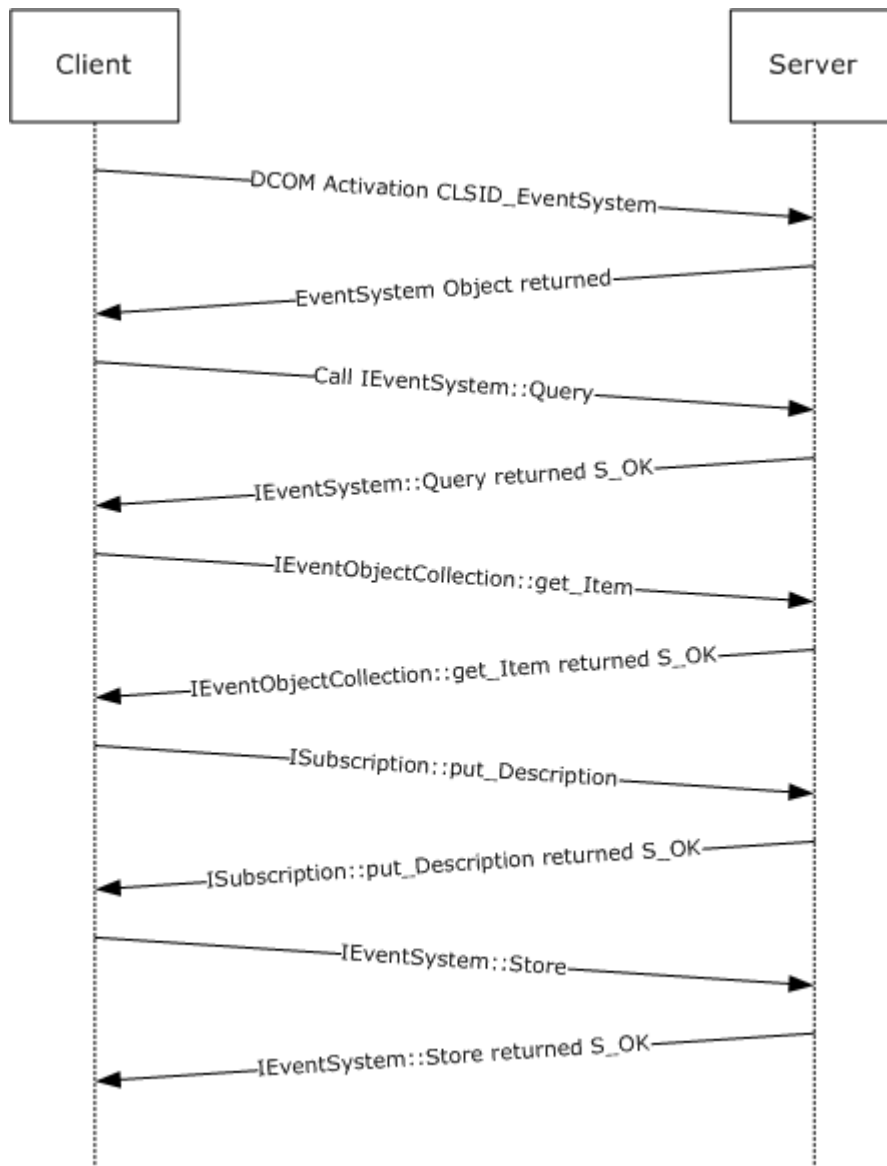 Client
Server
DCOM Activation CLSID_EventSystem
EventSystem Object returned
Call IEventSystem::Query
IEventSystem::Query returned S_OK
IEventObjectCollection::get_Item
IEventObjectCollection::get_Item returned S_OK
ISubscription::put_Description
ISubscription::put_Description returned S_OK
IEventSystem::Store
IEventSystem::Store returned S_OK